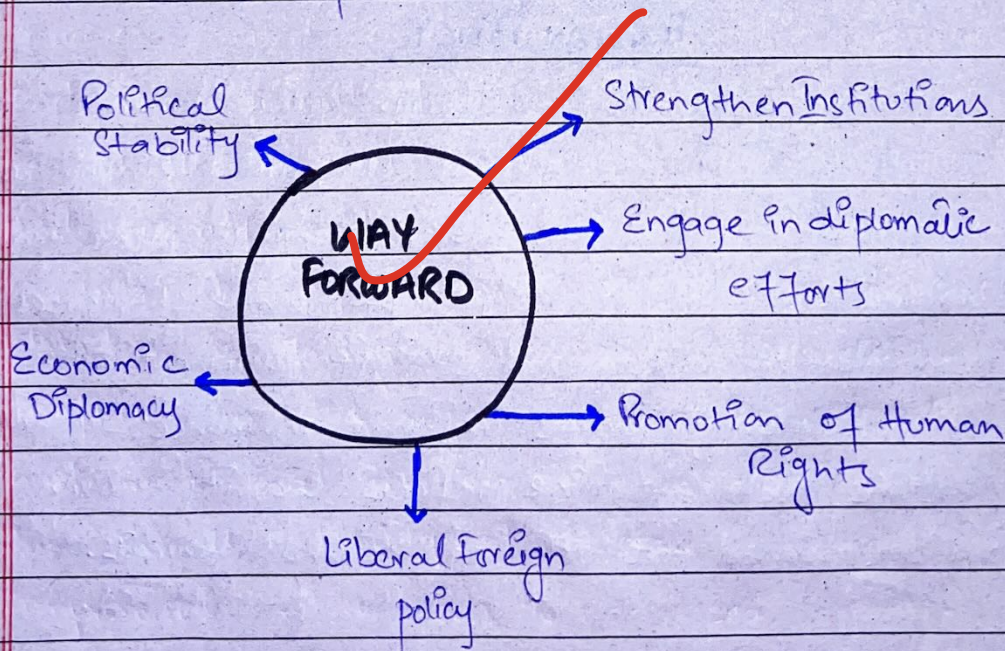 Political
Stability
Strengthen Institutions
Engage in diplomatic
efforts
WAY
FORWARD
Economic
Diplomacy
Promotion of Human
Rights
Liberal Foreign
policy